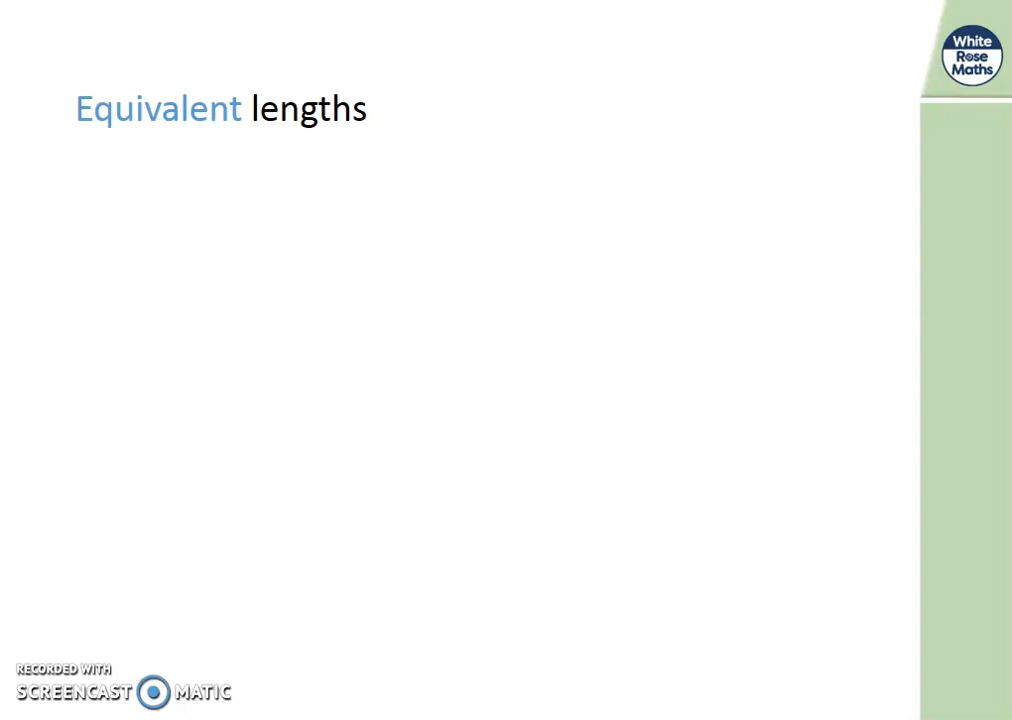 White
Rose
Maths
Equivalent lengths
RECORDED WITH
SCREENCAST MATIC